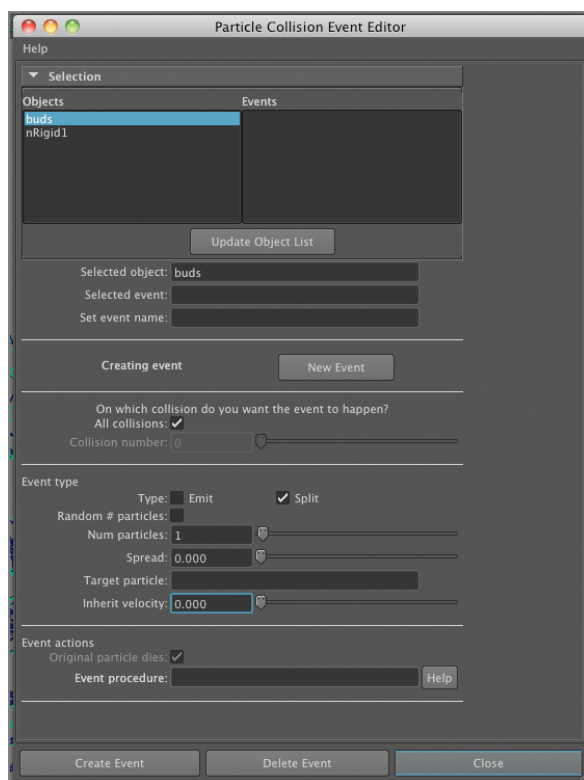 Particle Collision Event Editor
Help
Selection
Objects Events
buds
nRigid1
Update Object List
Selected object: buds
Selected event:
Set event name:
Creating event New Event
On which collision do you want the event to happen?
All collisions:
Collision number: 0
Event type
Type: Emit Split
Random # particles:
Num particles: 1
Spread: 0.000
Target particle:
Inherit velocity: 0.000
Event actions
Original particle dies:
Event procedure: Help
Create Event Delete Event Close